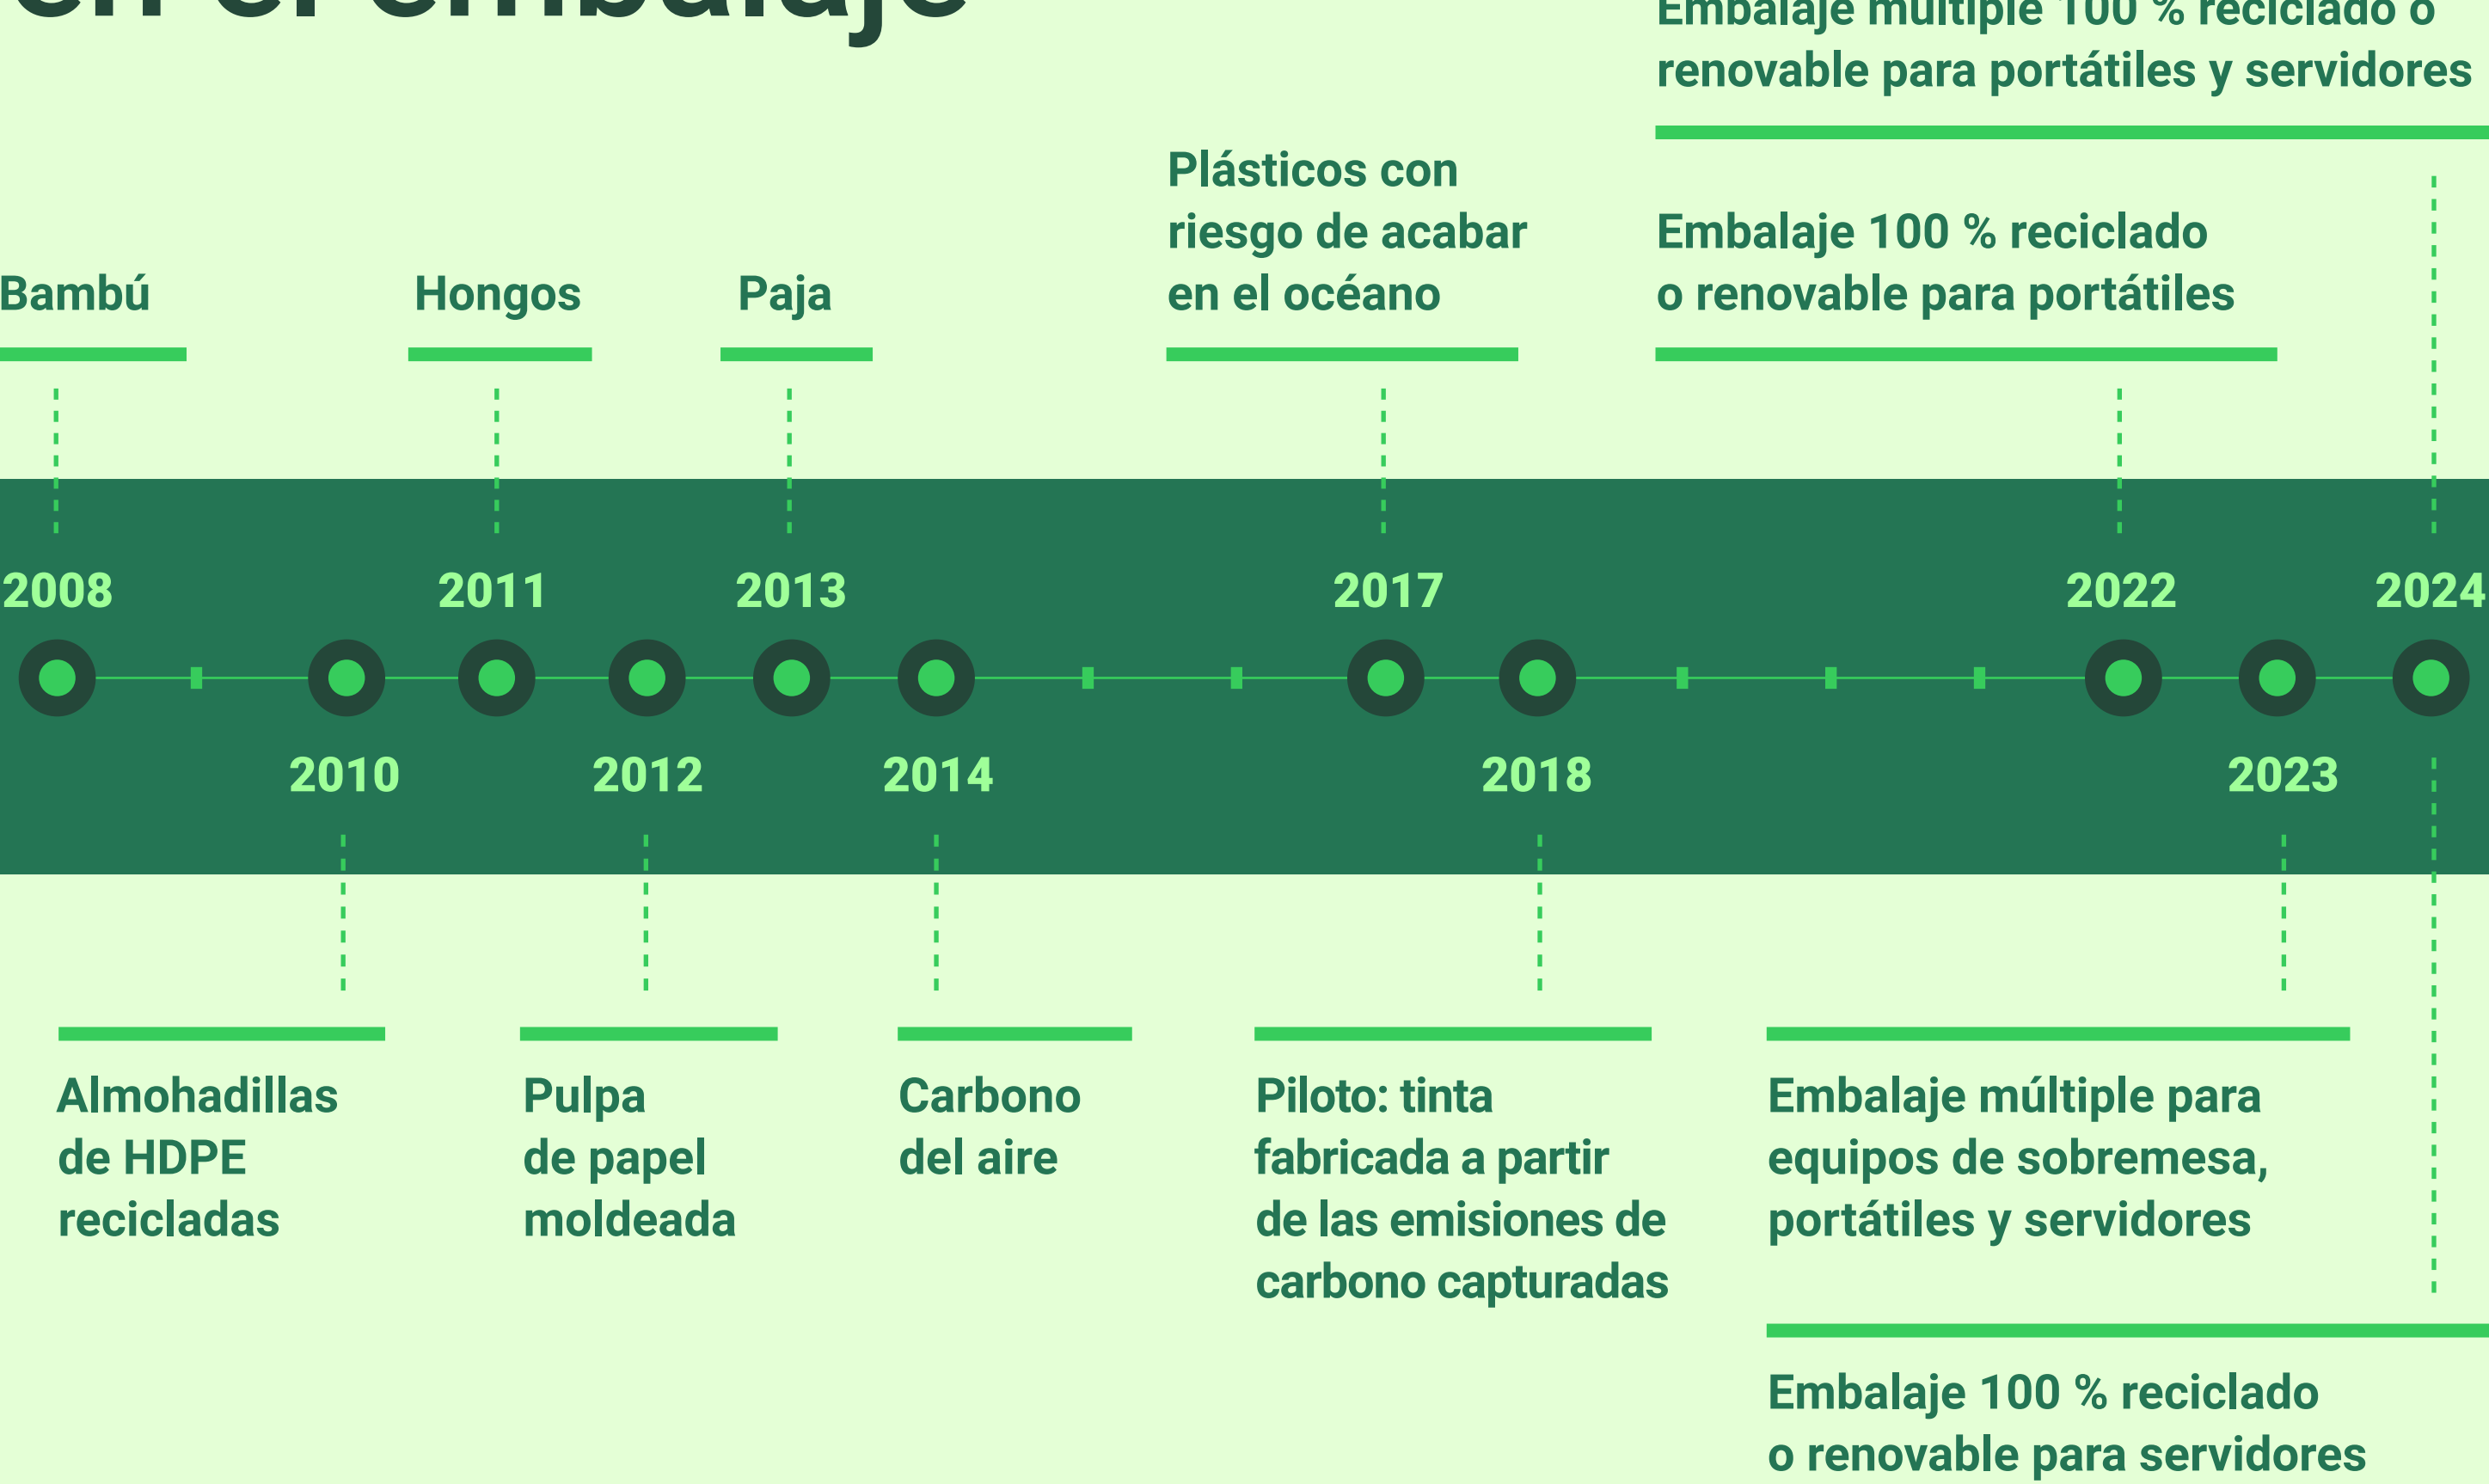 en el embalaje
Embalaje múltiple 100 % reciclado o
renovable para portátiles y servidores
Plásticos con
riesgo de acabar
en el océano
Embalaje 100 % reciclado
o renovable para portátiles
Bambú
Hongos
Paja
2008
2011
2013
2017
2022
2024
2010
2012
2014
2018
2023
Almohadillas
de HDPE
recicladas
Pulpa
de papel
moldeada
Carbono
del aire
Piloto: tinta
fabricada a partir
de las emisiones de
carbono capturadas
Embalaje múltiple para
equipos de sobremesa,
portátiles y servidores
Embalaje 100 % reciclado
o renovable para servidores